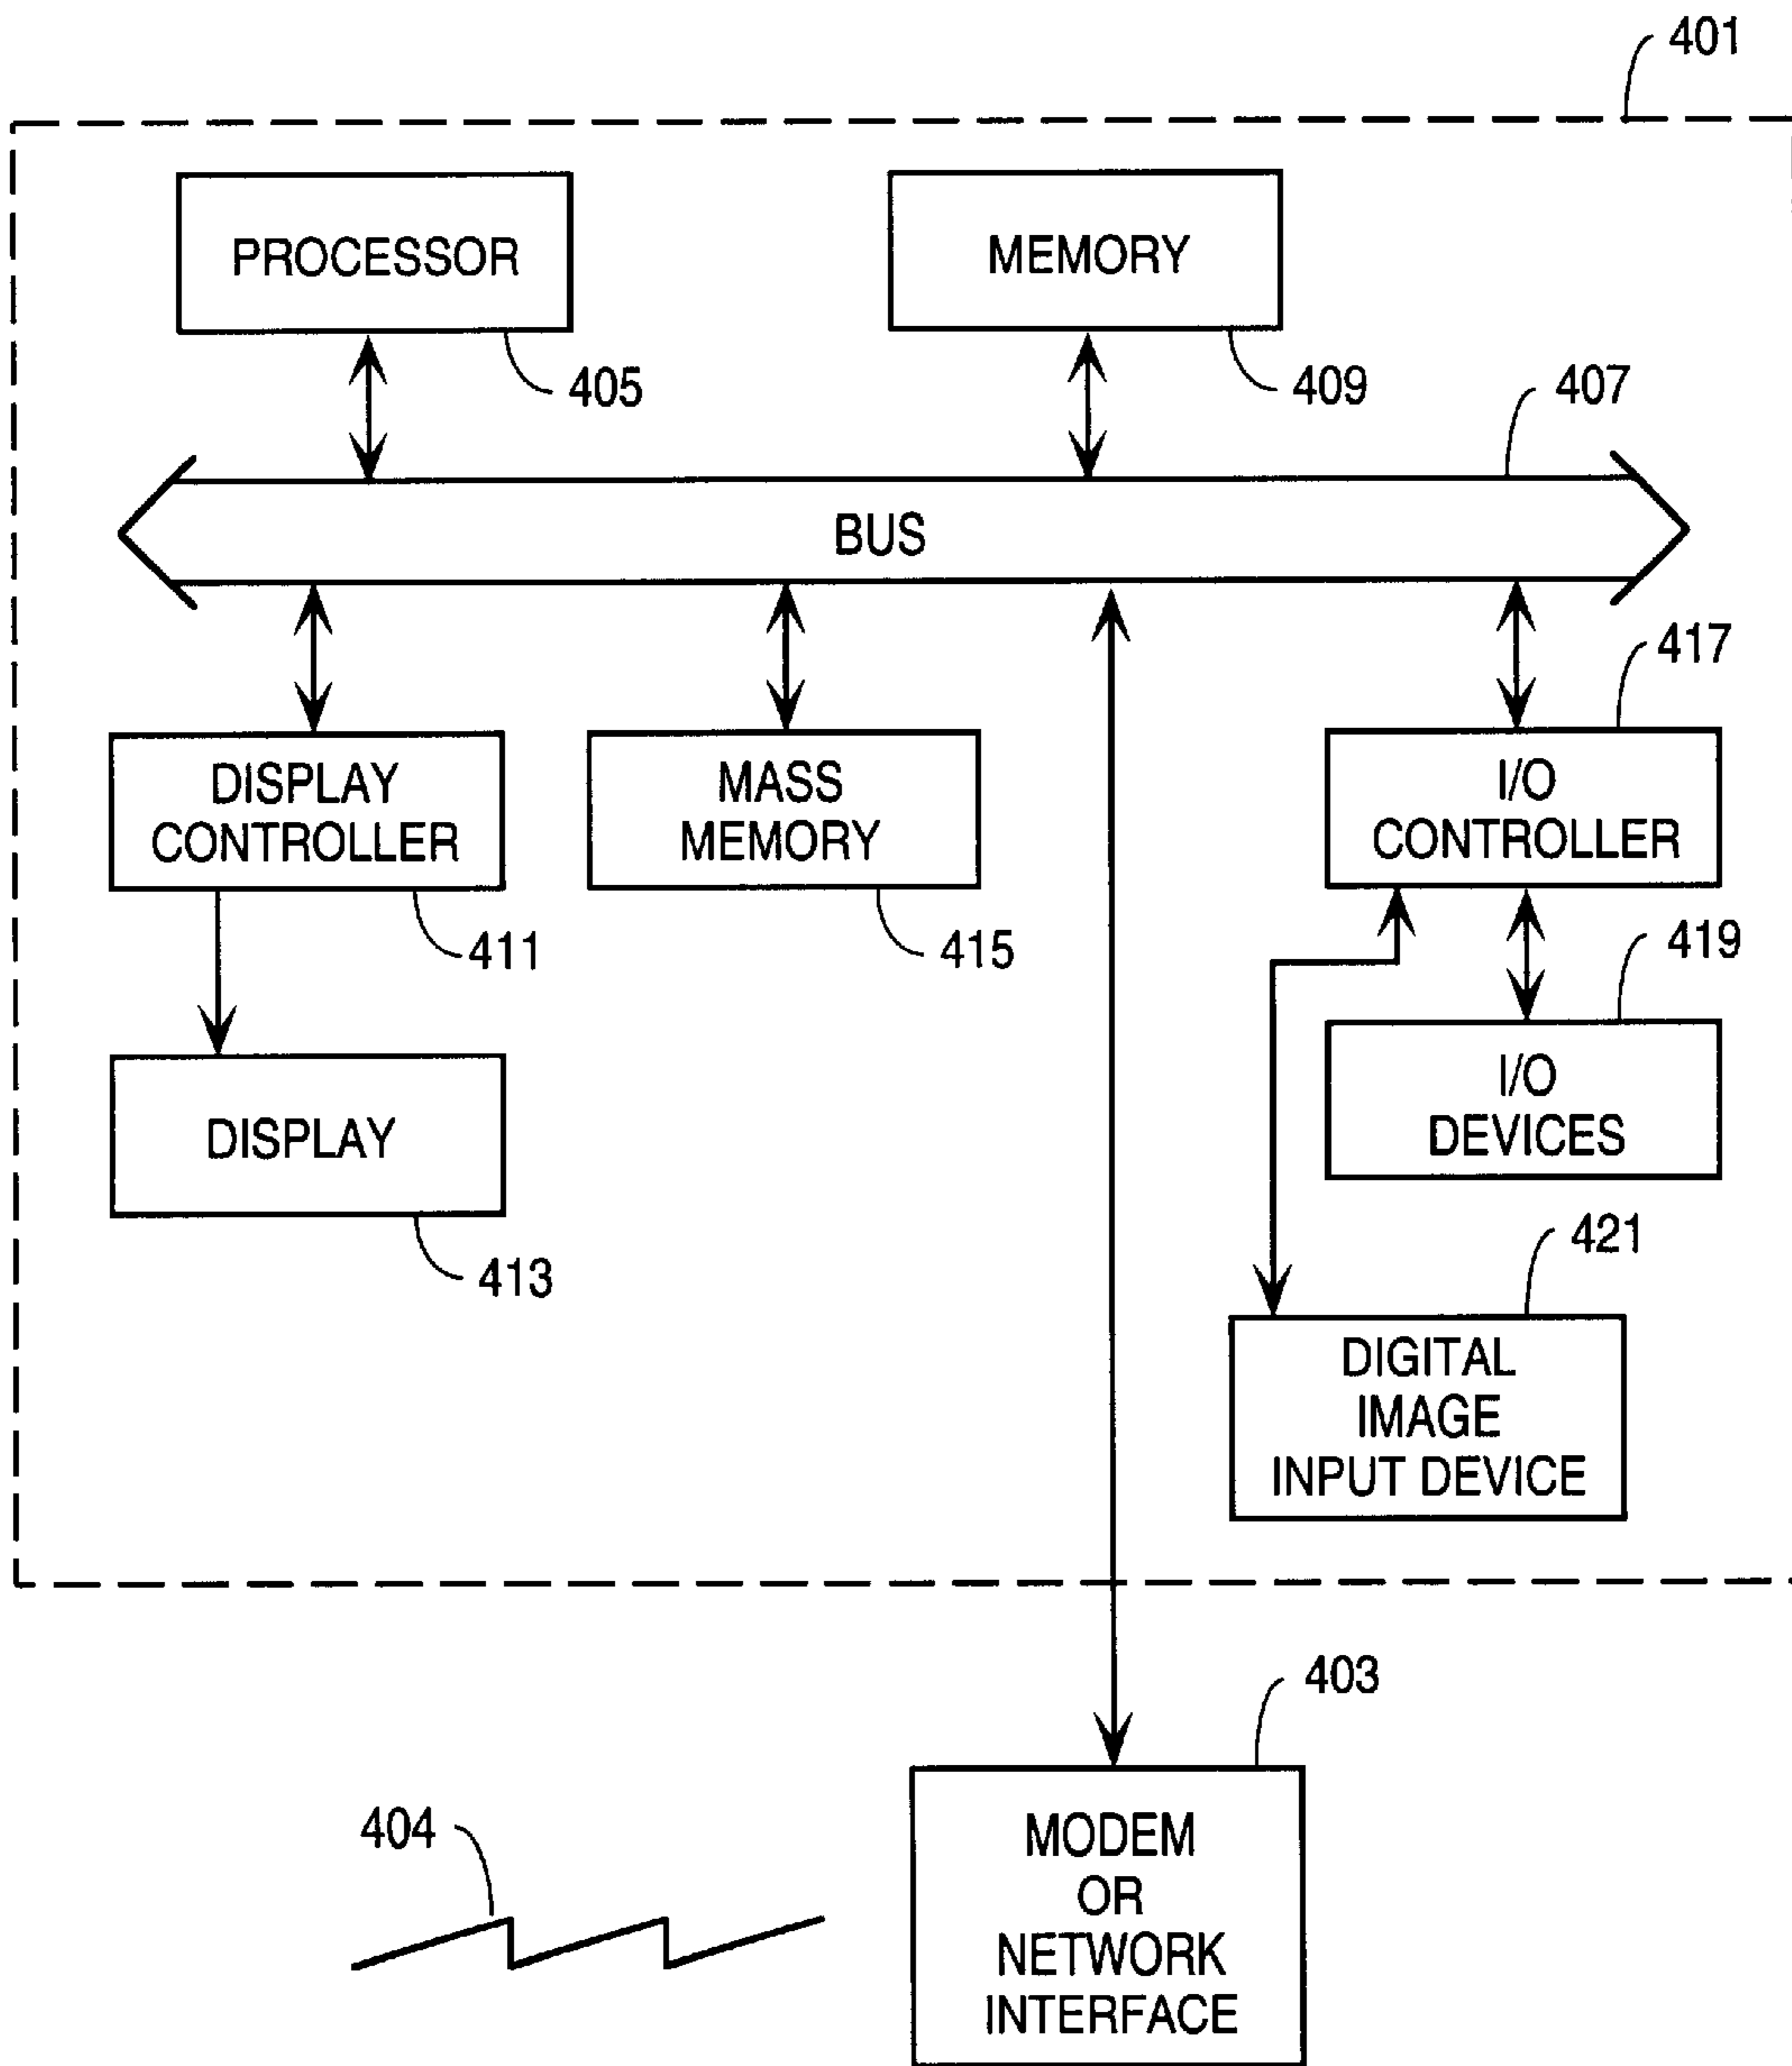 401
PROCESSOR
MEMORY
405
409
407
BUS
417
DISPLAY
CONTROLLER
MASS
MEMORY
I/O
CONTROLLER
411
415
419
DISPLAY
I/O
DEVICES
413
421
DIGITAL
IMAGE
INPUT DEVICE
403
404
MODEM
OR
NETWORK
INTERFACE